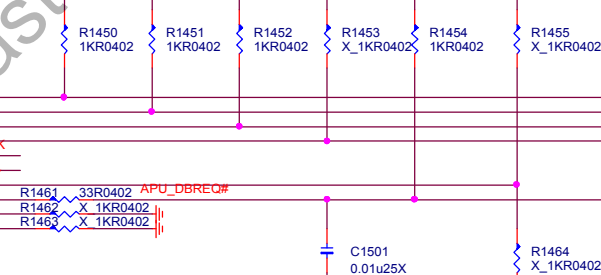 R1450 R1451 R1452 R1453 R1454 R1455
1KR0402 1KR0402 1KR0402 X_1KR0402 1KR0402 X_1KR0402
R1461 33R0402 APU_DBREQ#
R1462 X_1KR0402
R1463 X_1KR0402
C1501 R1464
0.01u25X X_1KR0402